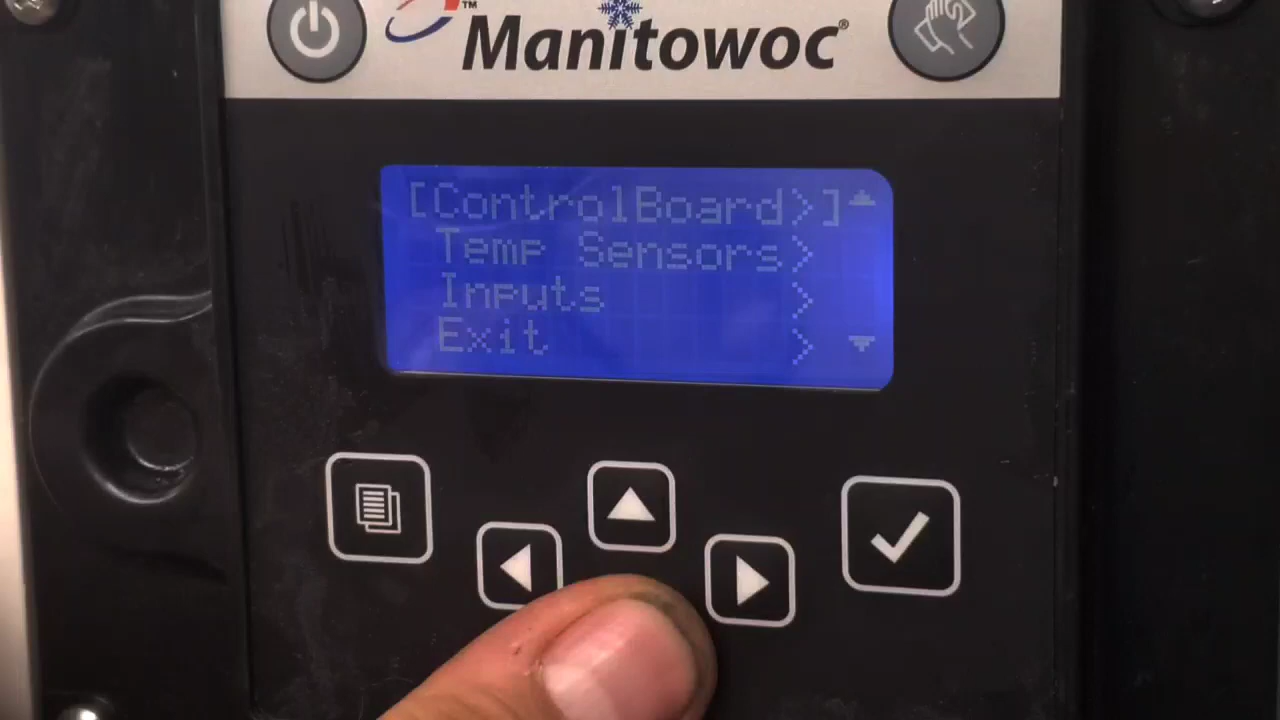 Manitowoc®
[ControlBoard>]
Temp Sensors>
Inputs >
Exit >